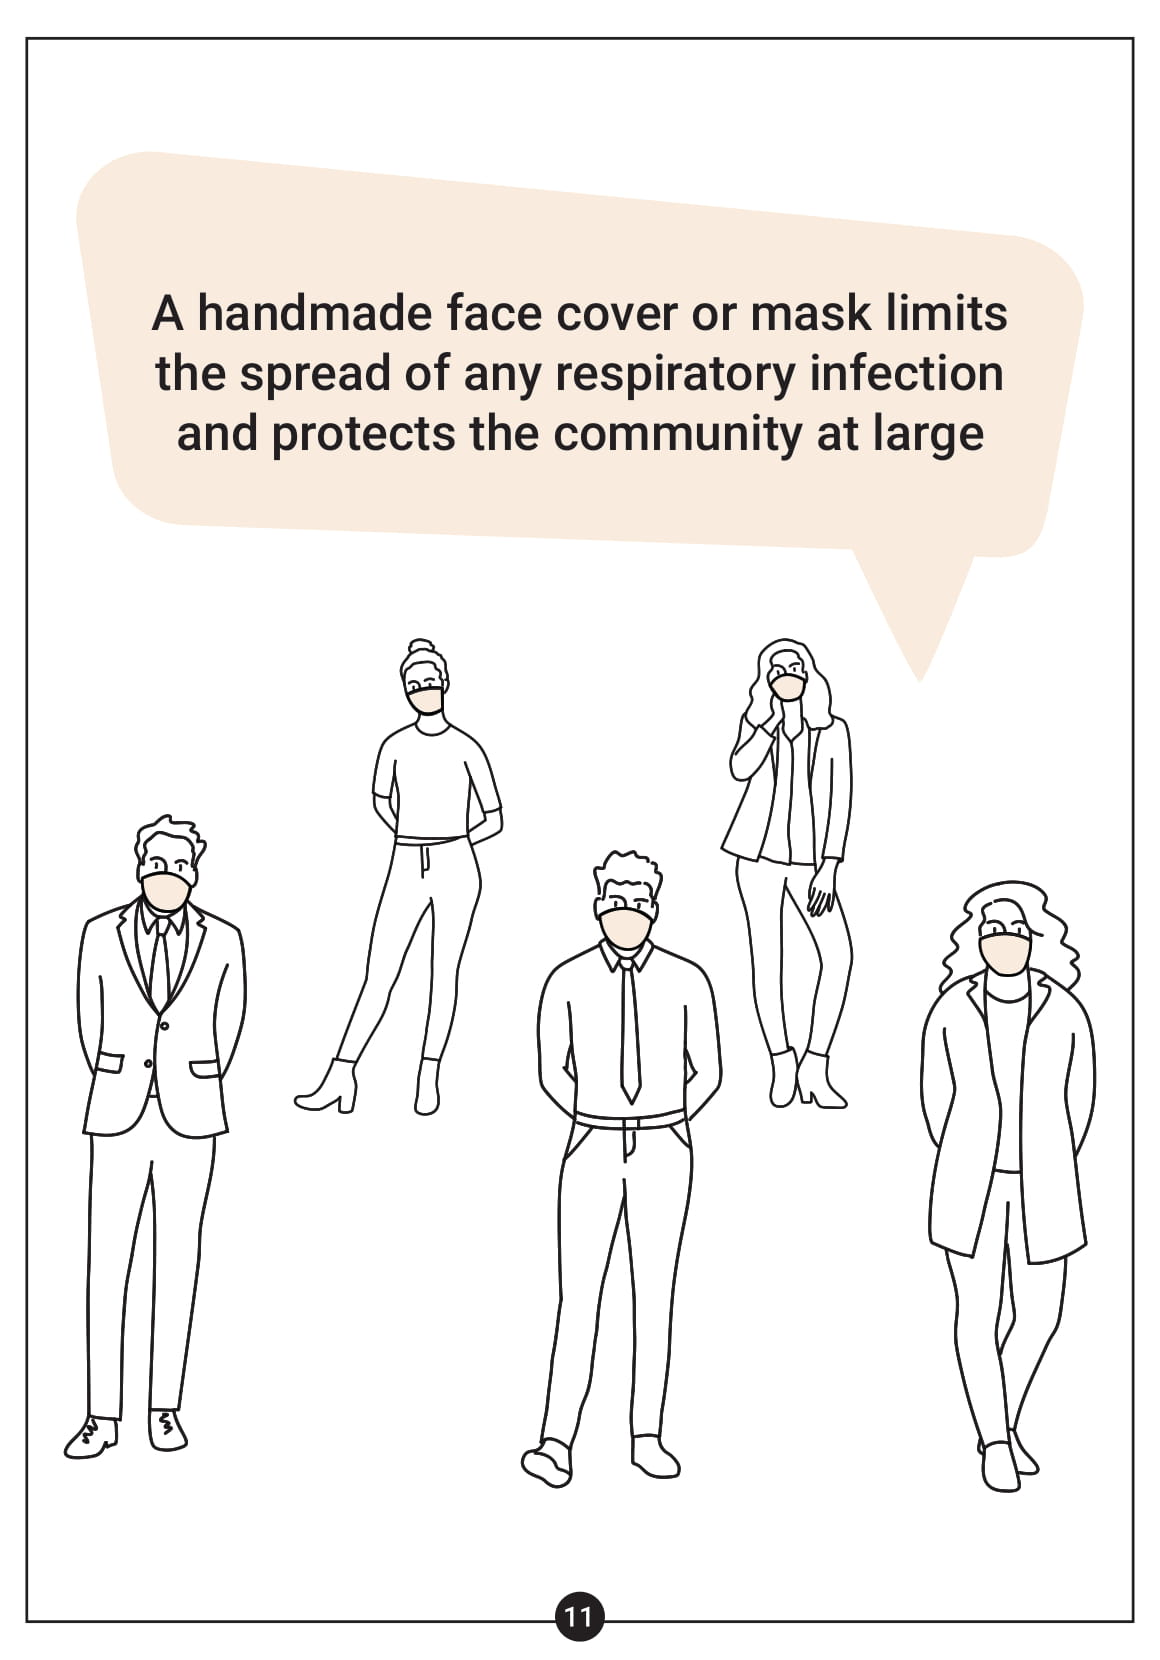 A handmade face cover or mask limits
the spread of any respiratory infection
and protects the community at large
11